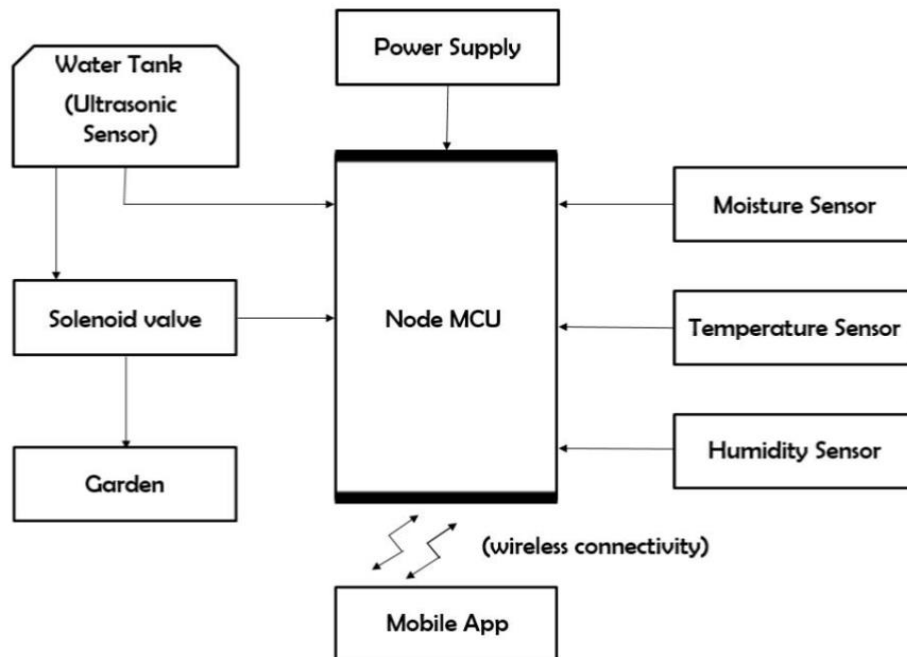 Power Supply
Water Tank
(Ultrasonic
Sensor)
Moisture Sensor
Solenoid valve
Node MCU
Temperature Sensor
Garden
Humidity Sensor
(wireless connectivity)
Mobile App